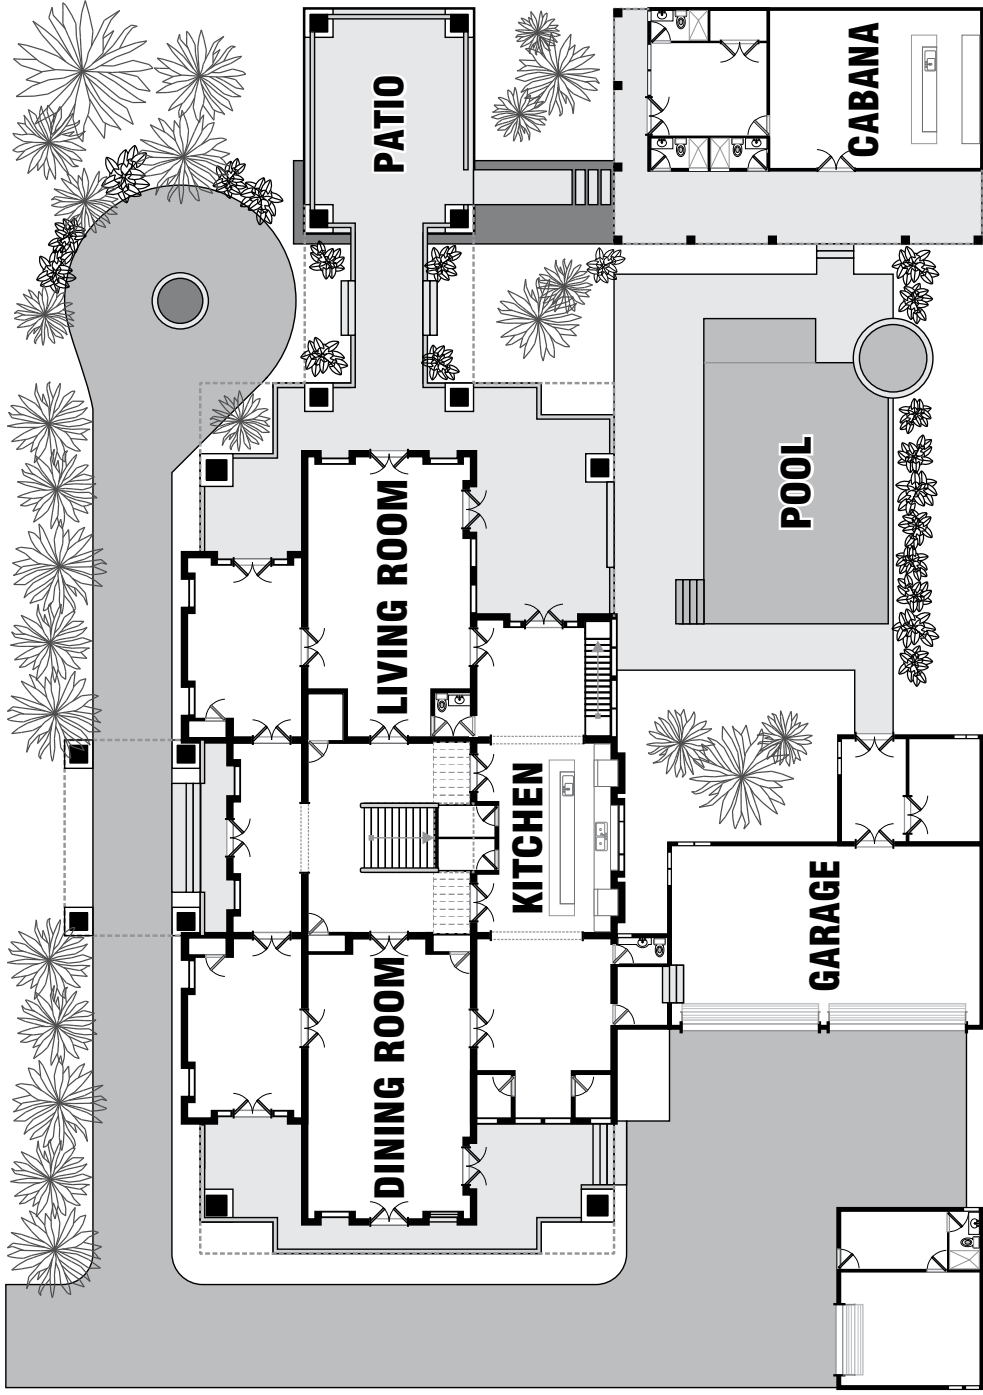 PATIO
CABANA
POOL
LIVING ROOM
KITCHEN
GARAGE
DINING ROOM